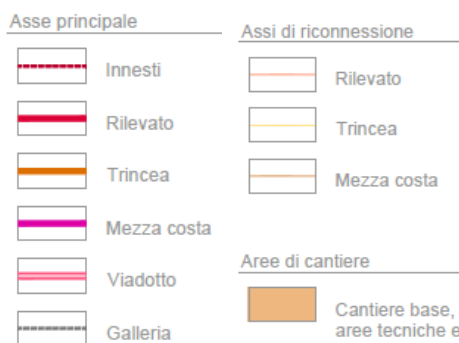 Asse principale
Innesti
Rilevato
Trincea
Mezza costa
Viadotto
Galleria
Assi di riconnessione
Rilevato
Trincea
Mezza costa
Aree di cantiere
Cantiere base,
aree tecniche e